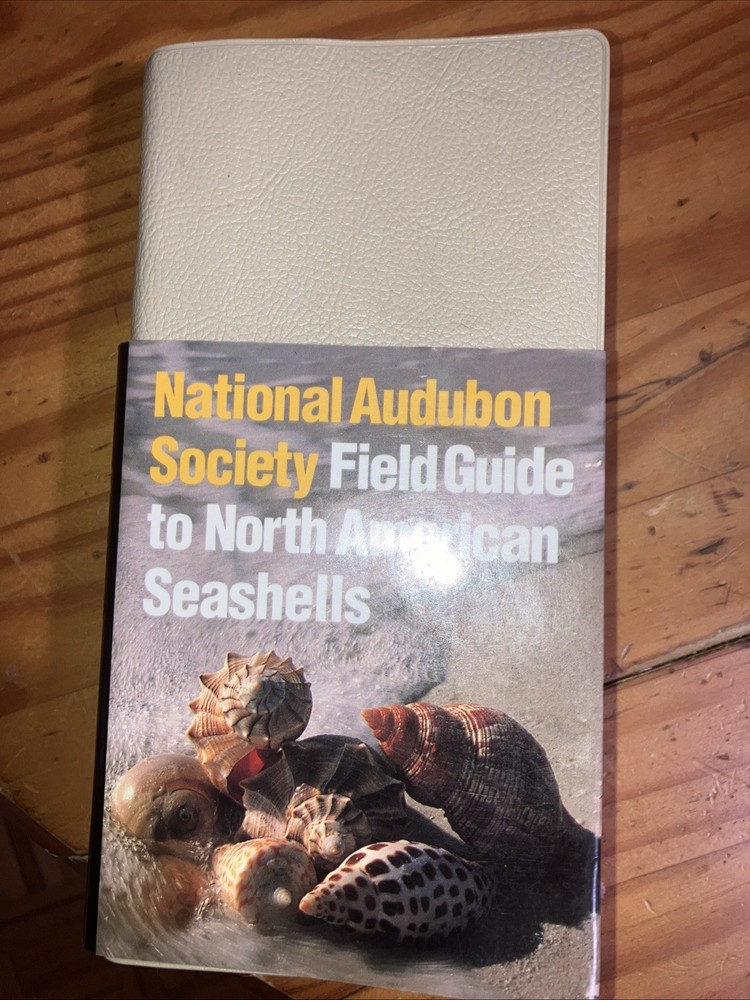 National Audubon
Society Field Guide
to North American
Seashells